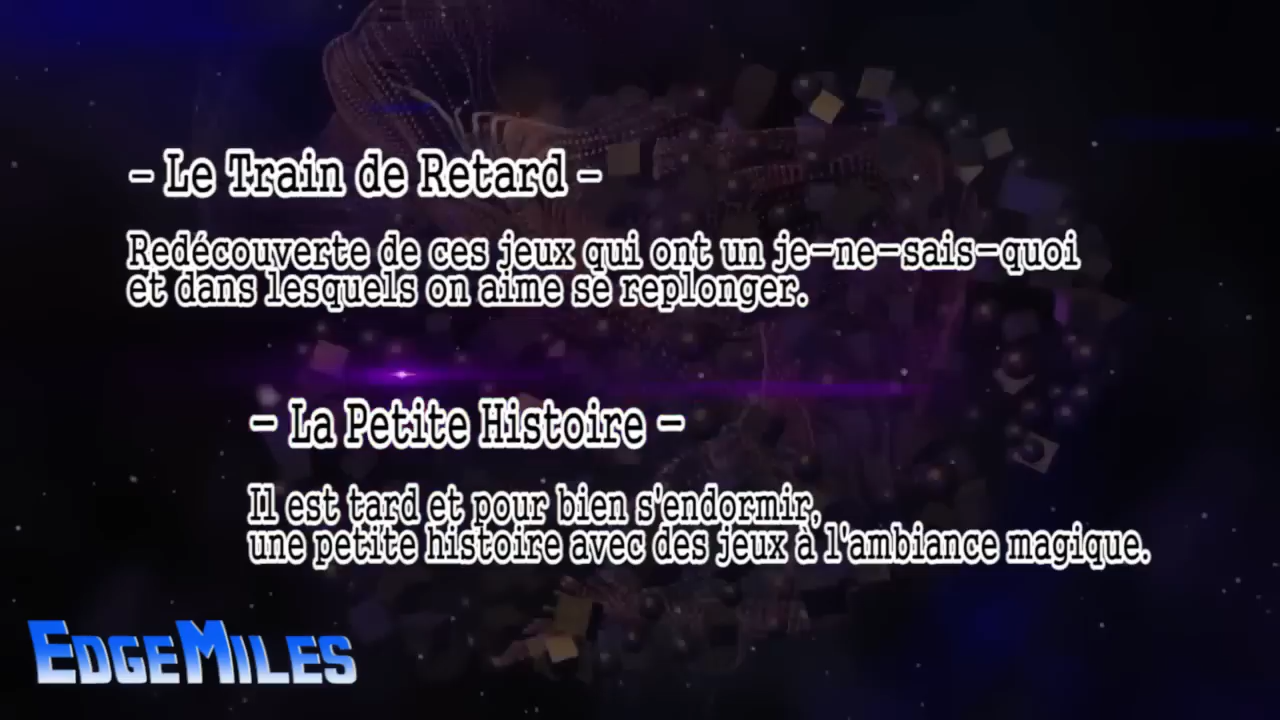 - Le Train de Retard -
Redécouverte de ces jeux qui ont un je-ne-sais-quoi
et dans lesquels on aime se replonger.
- La Petite Histoire -
Il est tard et pour bien s'endormir,
une petite histoire avec des jeux à l'ambiance magique.
EDGEMILES